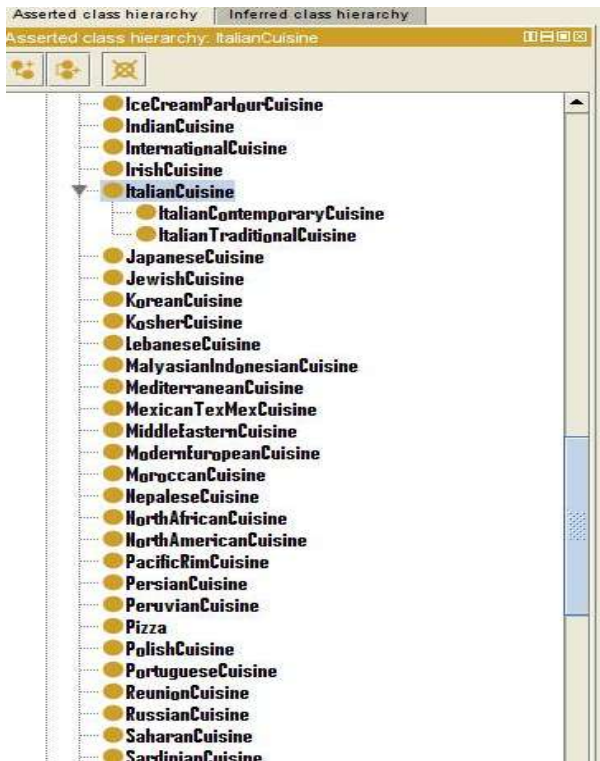 Asserted class hierarchy Inferred class hierarchy
Asserted class hierarchy: ItalianCuisine
IceCreamParlourCuisine
IndianCuisine
InternationalCuisine
IrishCuisine
ItalianCuisine
ItalianContemporaryCuisine
ItalianTraditionalCuisine
JapaneseCuisine
JewishCuisine
KoreanCuisine
KosherCuisine
LebaneseCuisine
MalyasianIndonesianCuisine
MediterraneanCuisine
MexicanTexMexCuisine
MiddleEasternCuisine
ModernEuropeanCuisine
MoroccanCuisine
NepaleseCuisine
NorthAfricanCuisine
NorthAmericanCuisine
PacificRimCuisine
PersianCuisine
PeruvianCuisine
Pizza
PolishCuisine
PortugueseCuisine
ReunionCuisine
RussianCuisine
SaharanCuisine
SardinianCuisine